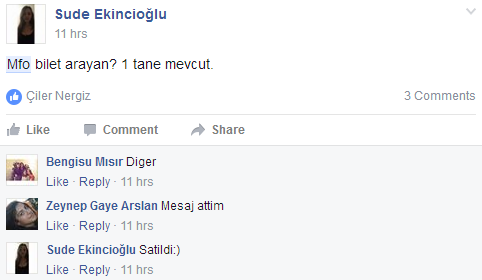 Sude Ekincioğlu
11 hrs
Mfo bilet arayan? 1 tane mevcut.
Çiler Nergiz 3 Comments
Like Comment Share
Bengisu Mısır Diger
Like · Reply · 11 hrs
Zeynep Gaye Arslan Mesaj attim
Like · Reply · 11 hrs
Sude Ekincioğlu Satildi:)
Like · Reply · 11 hrs